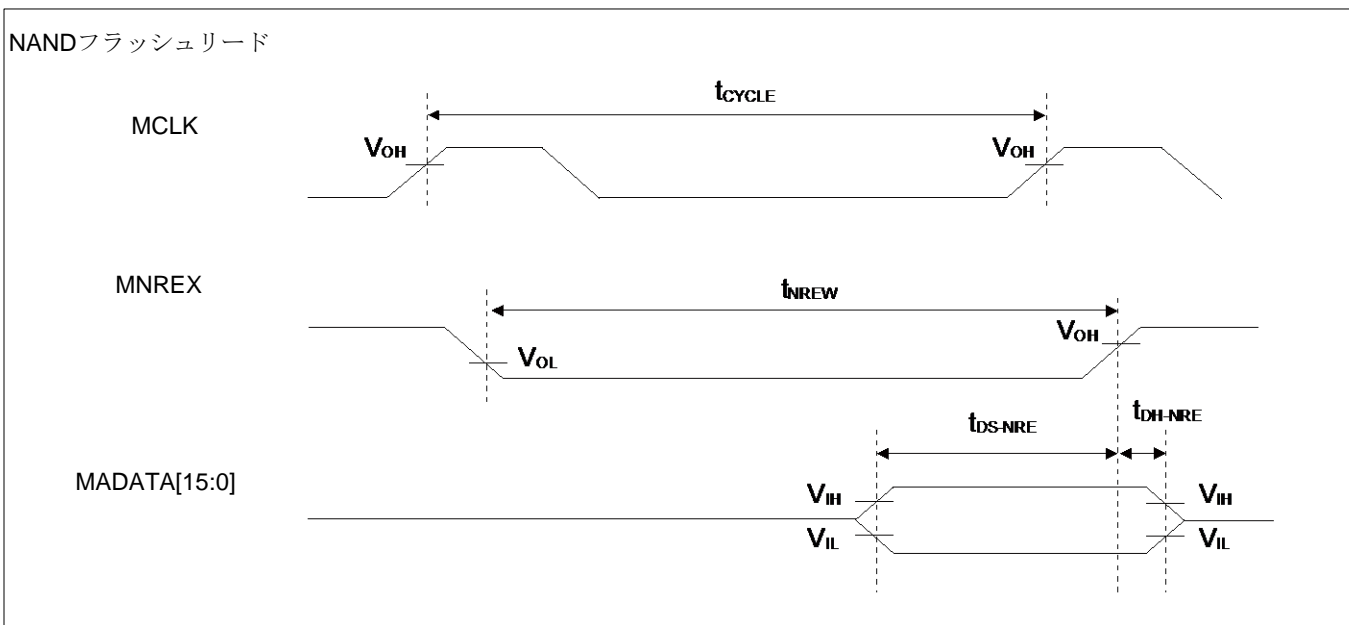 NANDフラッシュリード
tCYCLE
MCLK
VOH
VOH
MNREX
tNREW
VOH
VOL
tDS-NRE
tDH-NRE
MADATA[15:0]
VIH
VIH
VIL
VIL